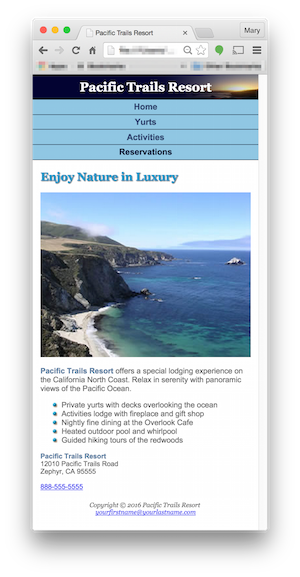 Pacific Trails Resort
Mary
Pacific Trails Resort
Home
Yurts
Activities
Reservations
Enjoy Nature in Luxury
Pacific Trails Resort offers a special lodging experience on
the California North Coast. Relax in serenity with panoramic
views of the Pacific Ocean.
Private yurts with decks overlooking the ocean
Activities lodge with fireplace and gift shop
Nightly fine dining at the Overlook Cafe
Heated outdoor pool and whirlpool
Guided hiking tours of the redwoods
Pacific Trails Resort
12010 Pacific Trails Road
Zephyr, CA 95555
888-555-5555
Copyright © 2016 Pacific Trails Resort
yourfirstname@yourlastname.com